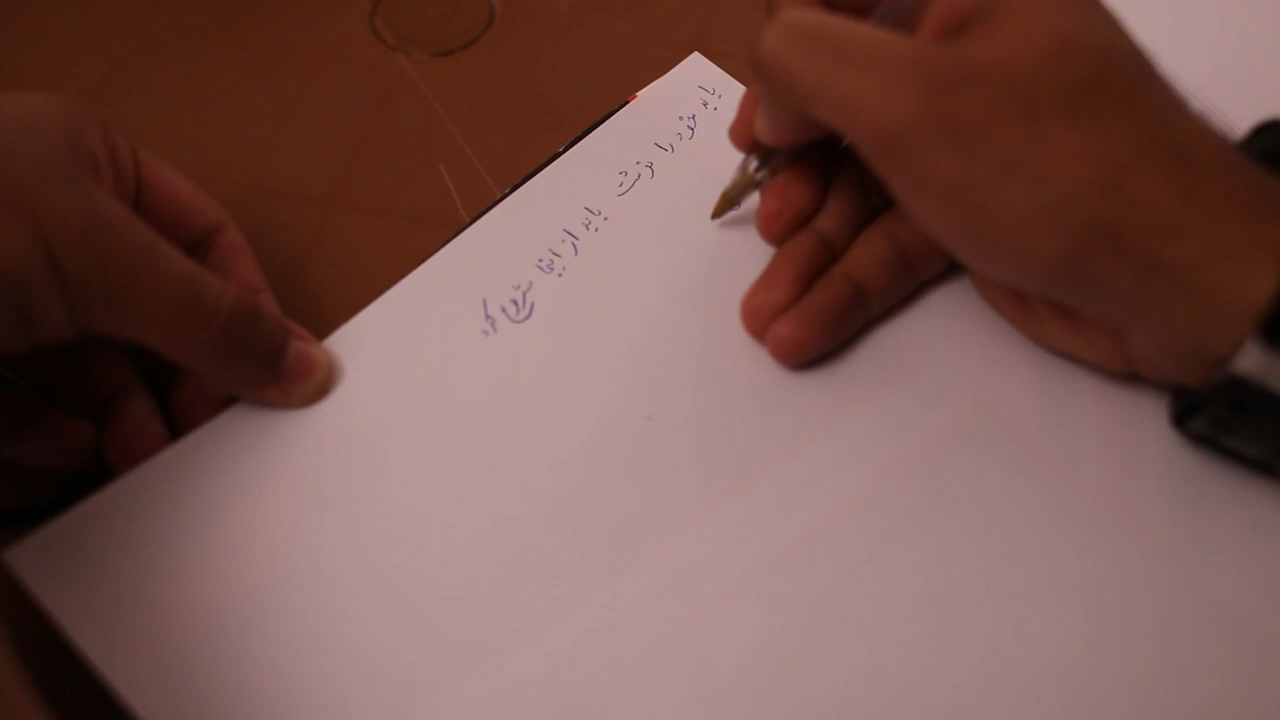 باید خود را نوشت باید از اینجا شروع کرد